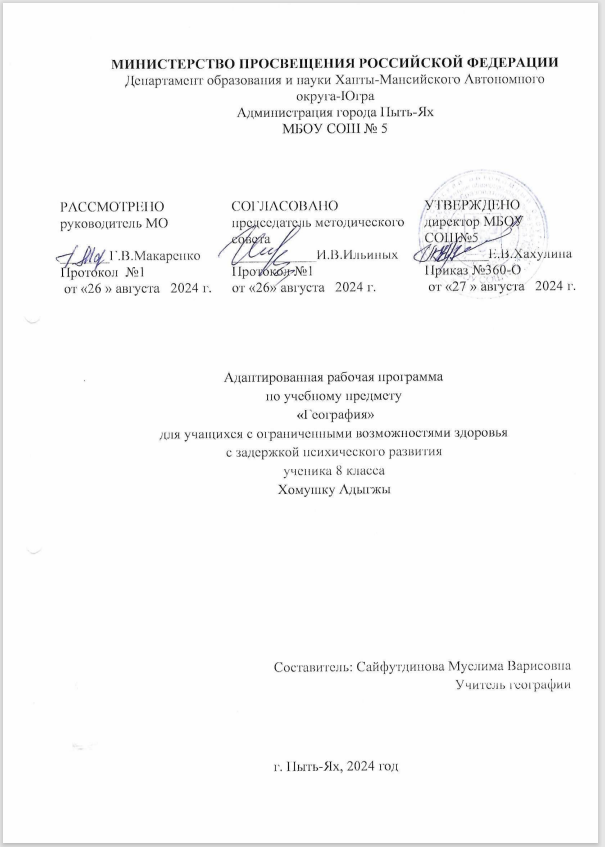 МИНИСТЕРСТВО ПРОСВЕЩЕНИЯ РОССИЙСКОЙ ФЕДЕРАЦИИ
Департамент образования и науки Ханты-Мансийского Автономного
округа-Югра
Администрация города Пыть-Ях
МБОУ СОШ № 5
РАССМОТРЕНО
руководитель МО
Г.В.Макаренко
Протокол №1
от «26 » августа 2024 г.
СОГЛАСОВАНО
председатель методического
совета
И.В.Ильиных
Протокол №1
от «26» августа 2024 г.
УТВЕРЖДЕНО
директор МБОУ
СОШ№5
Е.В.Хахулина
Приказ №360-О
от «27 » августа 2024 г.
Адаптированная рабочая программа
по учебному предмету
«География»
для учащихся с ограниченными возможностями здоровья
с задержкой психического развития
ученика 8 класса
Хомушку Адыгжы
Составитель: Сайфутдинова Муслима Варисовна
Учитель географии
г. Пыть-Ях, 2024 год